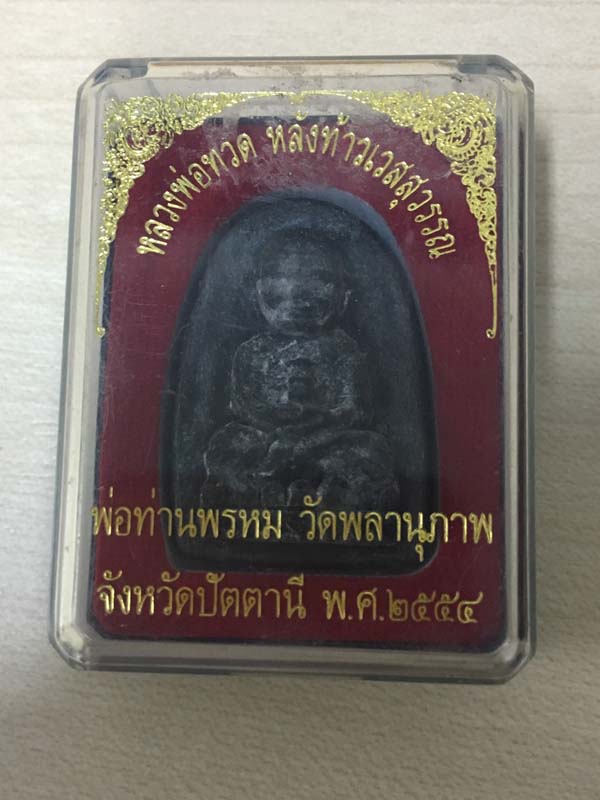 หลวงพ่อทวด หลังท้าวเวสสุวรรณ
พ่อท่านพรหม วัดพลานุภาพ
จังหวัดปัตตานี พ.ศ.๒๕๕๔